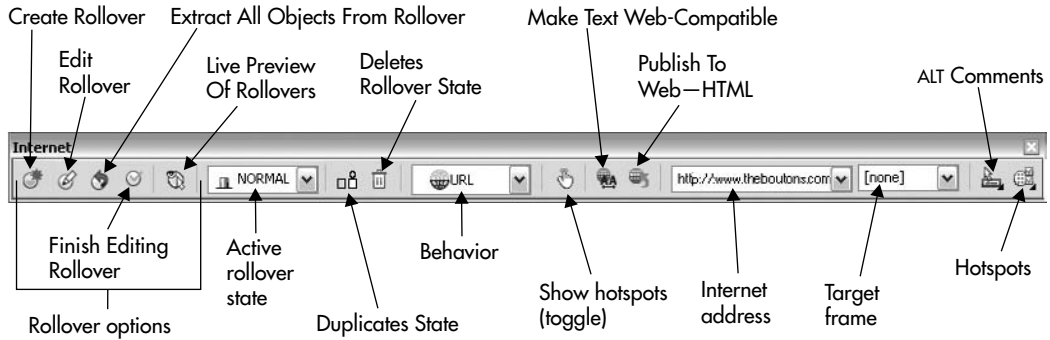 Create Rollover
Extract All Objects From Rollover
Make Text Web-Compatible
Edit
Rollover
Live Preview
Of Rollovers
Deletes
Rollover State
Publish To
Web—HTML
ALT Comments
Internet
NORMAL
URL
http://www.theboutons.com
[none]
Finish Editing
Rollover
Active
rollover
state
Behavior
Show hotspots
(toggle)
Internet
address
Target
frame
Hotspots
Rollover options
Duplicates State